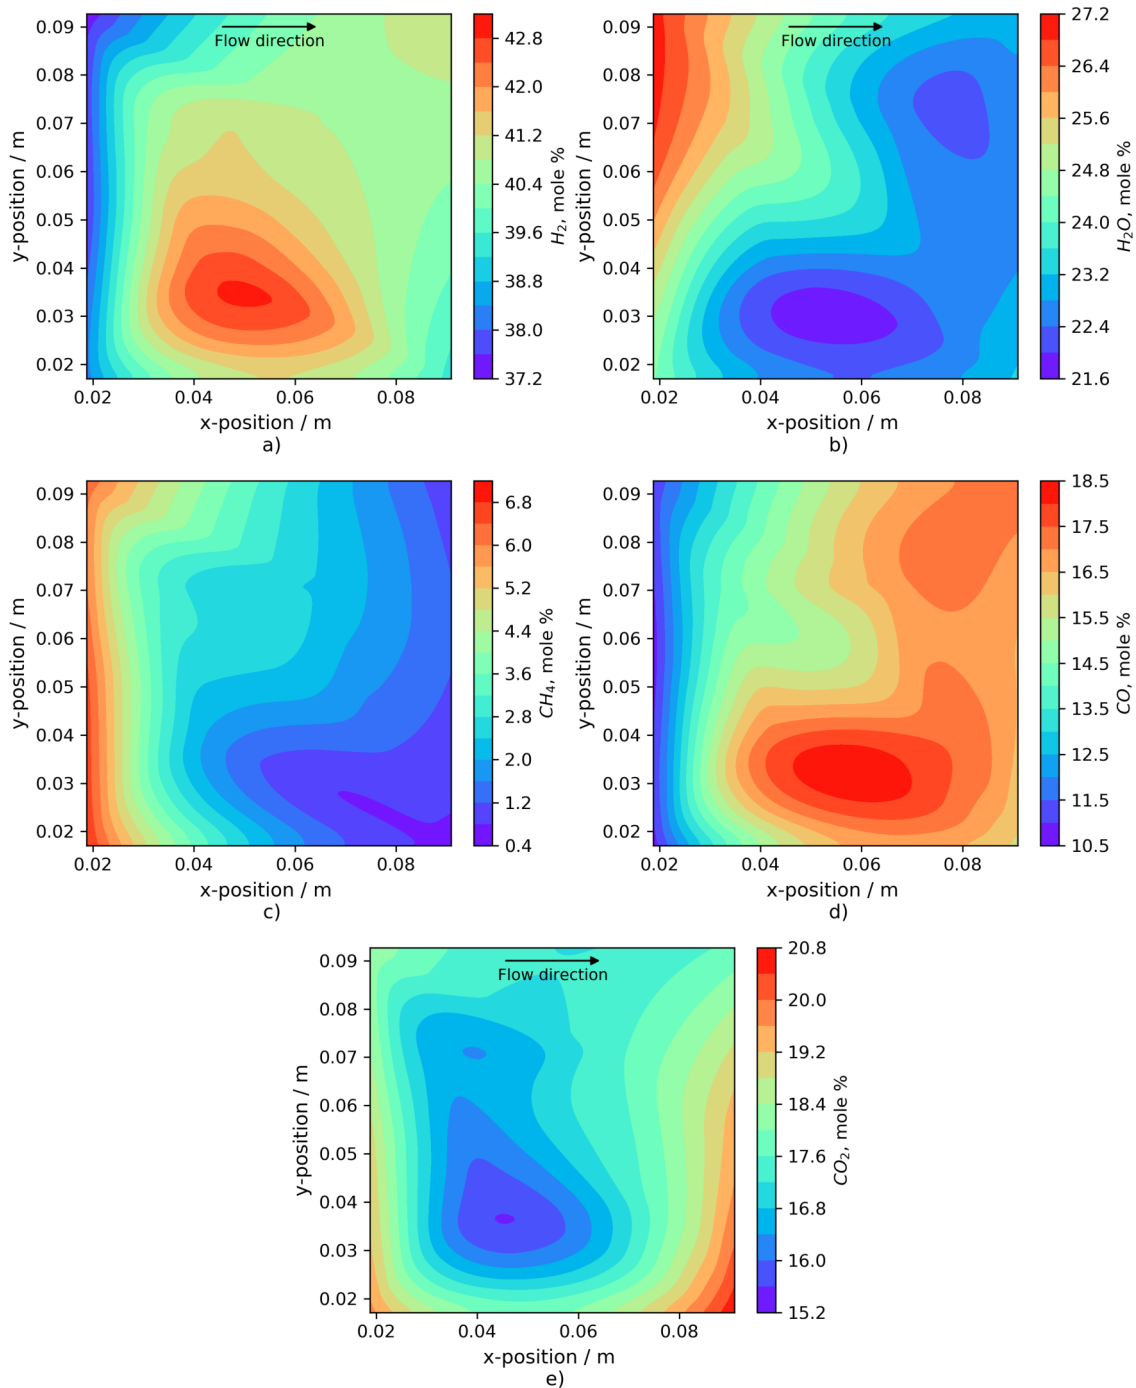 0.09
0.08
0.07
0.06
0.05
0.04
0.03
0.02
y-position / m
Flow direction
0.02 0.04 0.06 0.08
x-position / m
a)
42.8
42.0
41.2
40.4
39.6
38.8
38.0
37.2
H2, mole %
0.09
0.08
0.07
0.06
0.05
0.04
0.03
0.02
y-position / m
Flow direction
0.02 0.04 0.06 0.08
x-position / m
b)
27.2
26.4
25.6
24.8
24.0
23.2
22.4
21.6
H2O, mole %
0.09
0.08
0.07
0.06
0.05
0.04
0.03
0.02
y-position / m
0.02 0.04 0.06 0.08
x-position / m
c)
6.8
6.0
5.2
4.4
3.6
2.8
2.0
1.2
0.4
CH4, mole %
0.09
0.08
0.07
0.06
0.05
0.04
0.03
0.02
y-position / m
0.02 0.04 0.06 0.08
x-position / m
d)
18.5
17.5
16.5
15.5
14.5
13.5
12.5
11.5
10.5
CO, mole %
0.09
0.08
0.07
0.06
0.05
0.04
0.03
0.02
y-position / m
Flow direction
0.02 0.04 0.06 0.08
x-position / m
e)
20.8
20.0
19.2
18.4
17.6
16.8
16.0
15.2
CO2, mole %